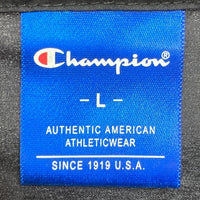 Champion
- L -
AUTHENTIC AMERICAN
ATHLETICWEAR
SINCE 1919 U.S.A.